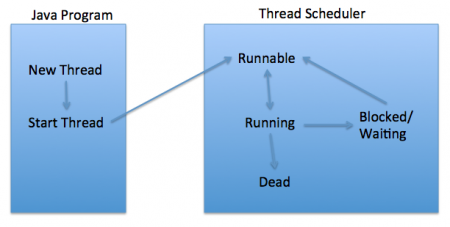 Java Program
New Thread
Start Thread
Thread Scheduler
Runnable
Running
Blocked/
Waiting
Dead